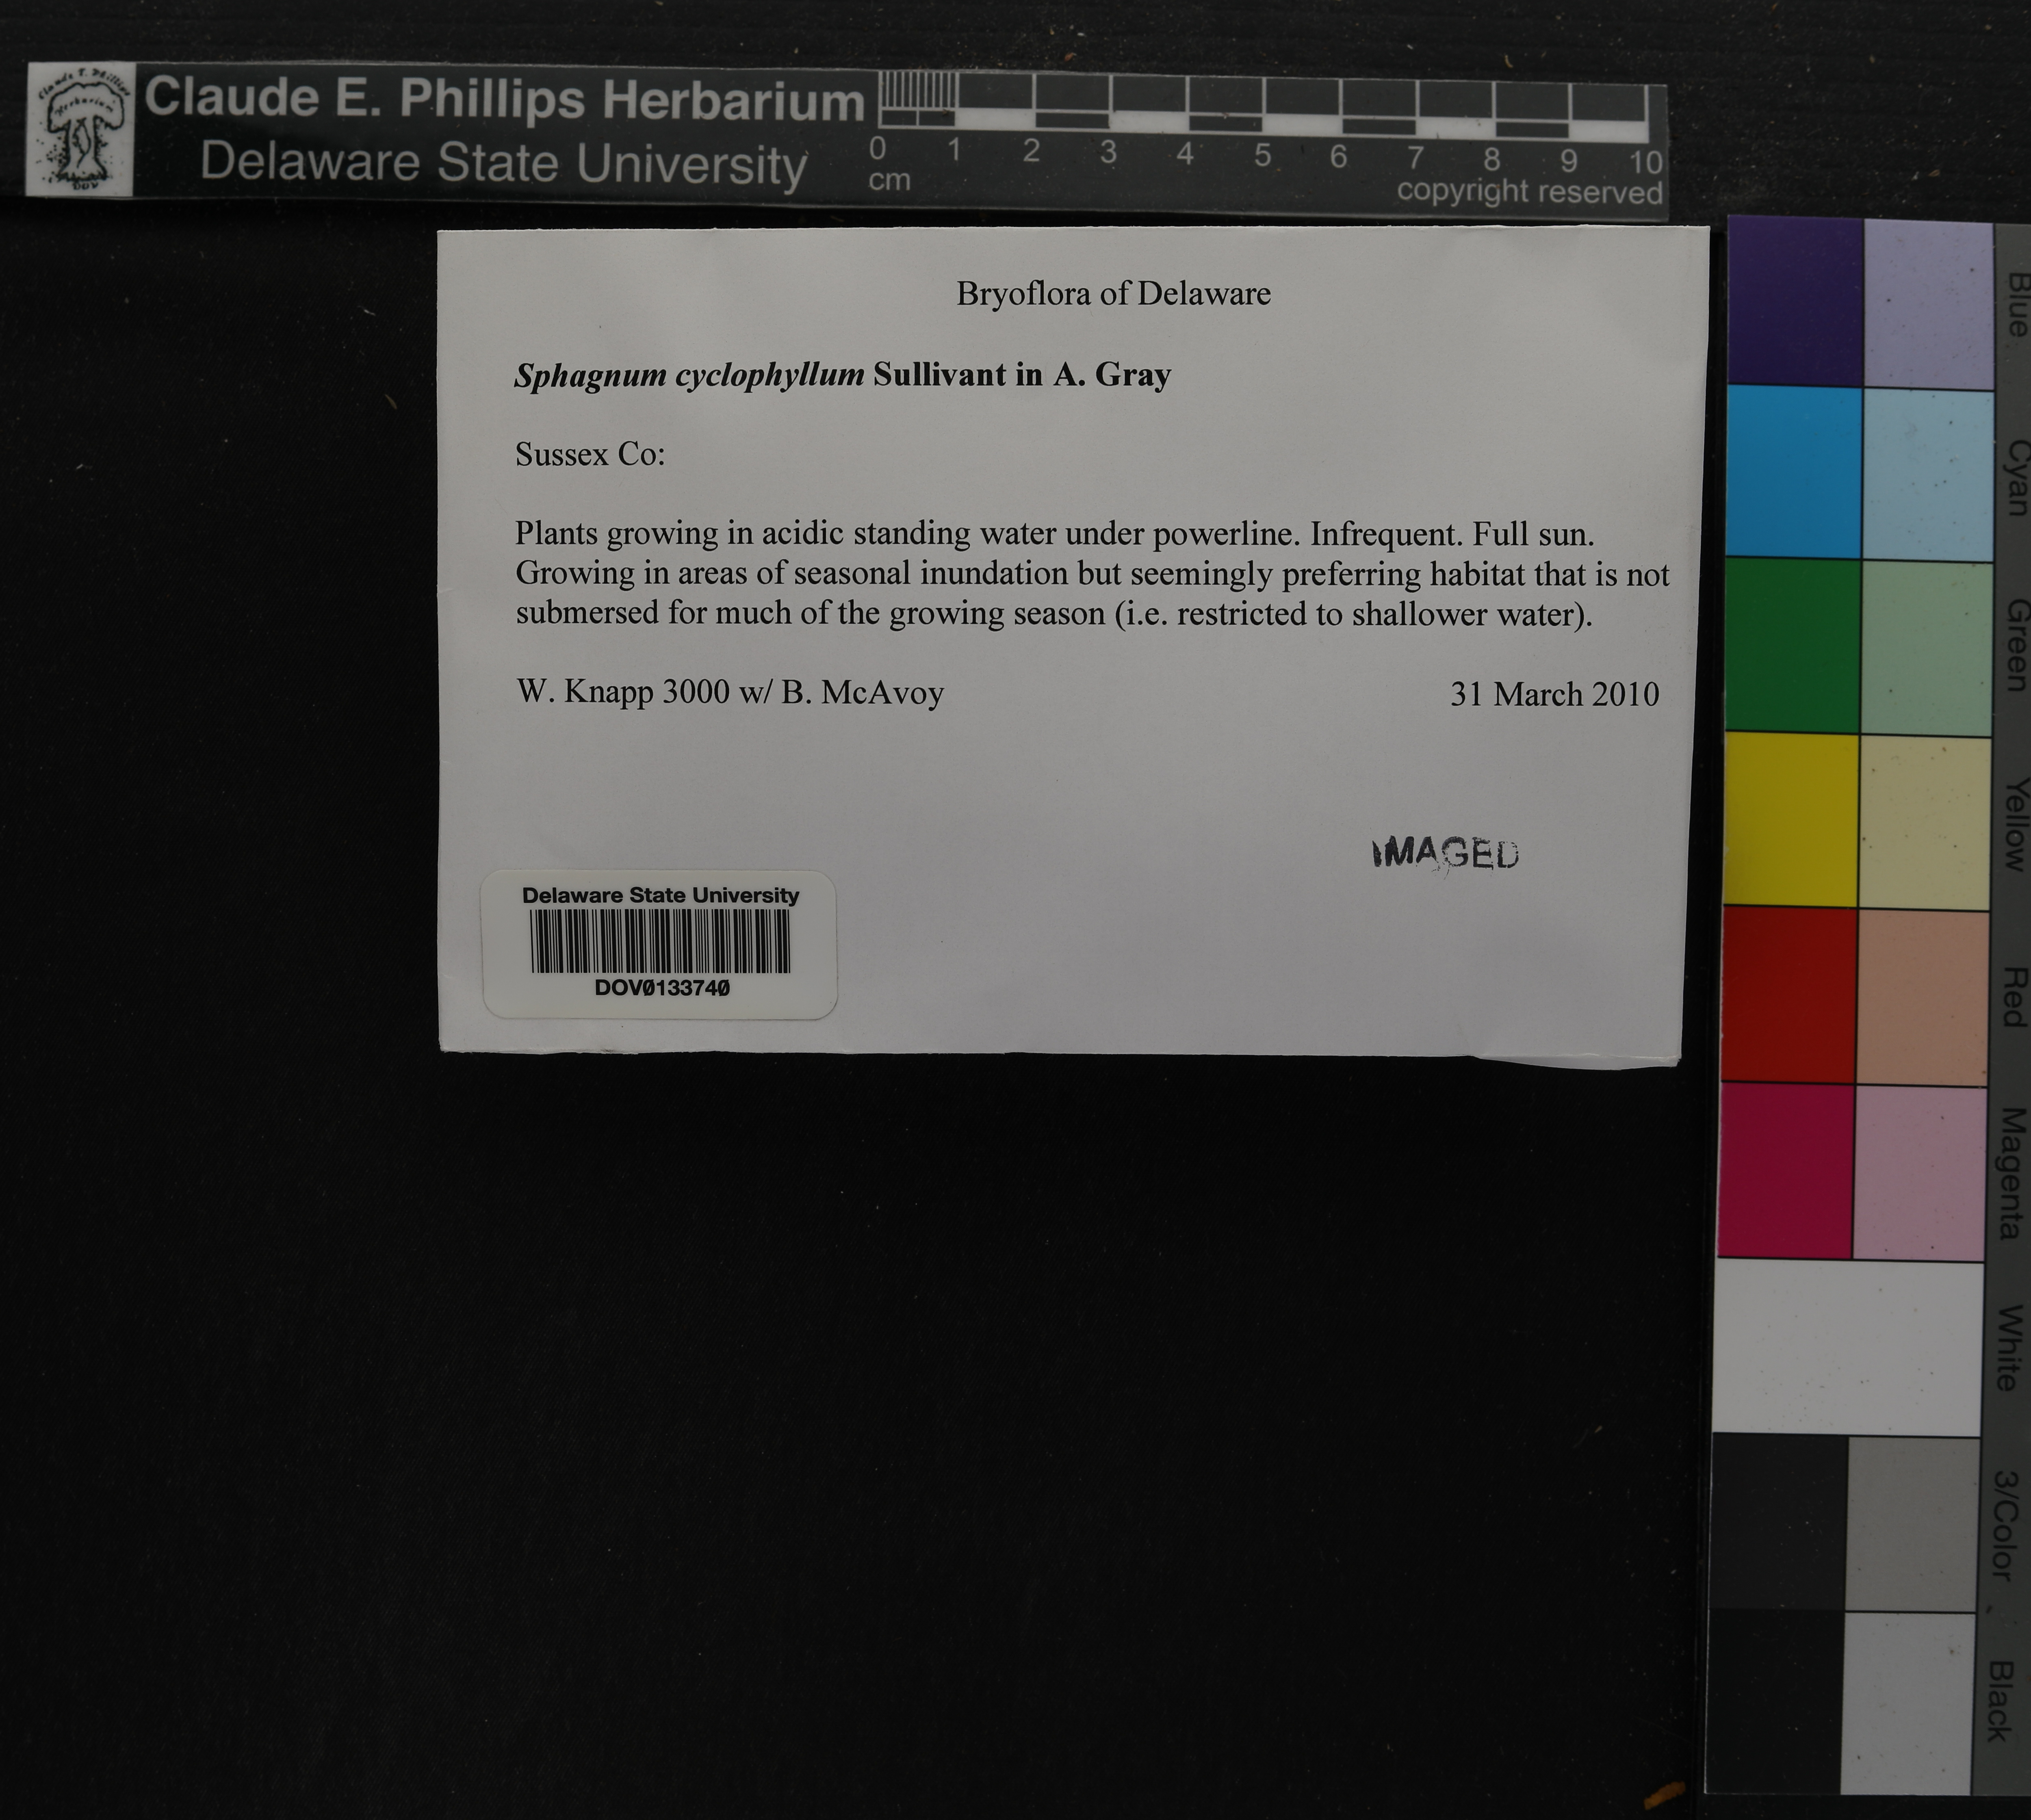 Claude E. Phillips Herbarium
Delaware State University
0 1 2 3 4 5 6 7 8 9 10
cm
copyright reserved
Bryoflora of Delaware
Sphagnum cyclophyllum Sullivant in A. Gray
Sussex Co:
Plants growing in acidic standing water under powerline. Infrequent. Full sun.
Growing in areas of seasonal inundation but seemingly preferring habitat that is not
submersed for much of the growing season (i.e. restricted to shallower water).
W. Knapp 3000 w/ B. McAvoy 31 March 2010
IMAGED
Delaware State University
DOV0133740
Blue
Cyan
Green
Yellow
Red
Magenta
White
3/Color
Black